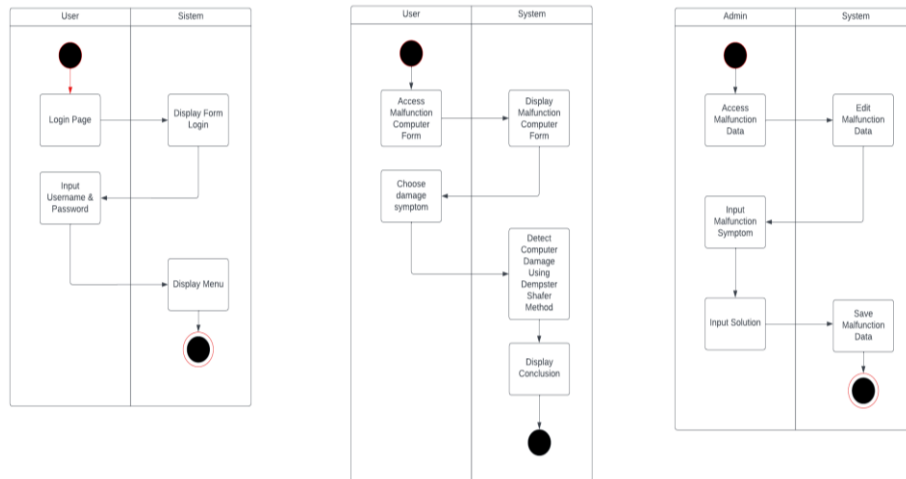 User
Sistem
Login Page
Display Form
Login
Input
Username &
Password
Display Menu
User
System
Access
Malfunction
Computer
Form
Display
Malfunction
Computer
Form
Choose
damage
symptom
Detect
Computer
Damage
Using
Dempster
Shafer
Method
Display
Conclusion
Admin
System
Access
Malfunction
Data
Edit
Malfunction
Data
Input
Malfunction
Symptom
Input Solution
Save
Malfunction
Data